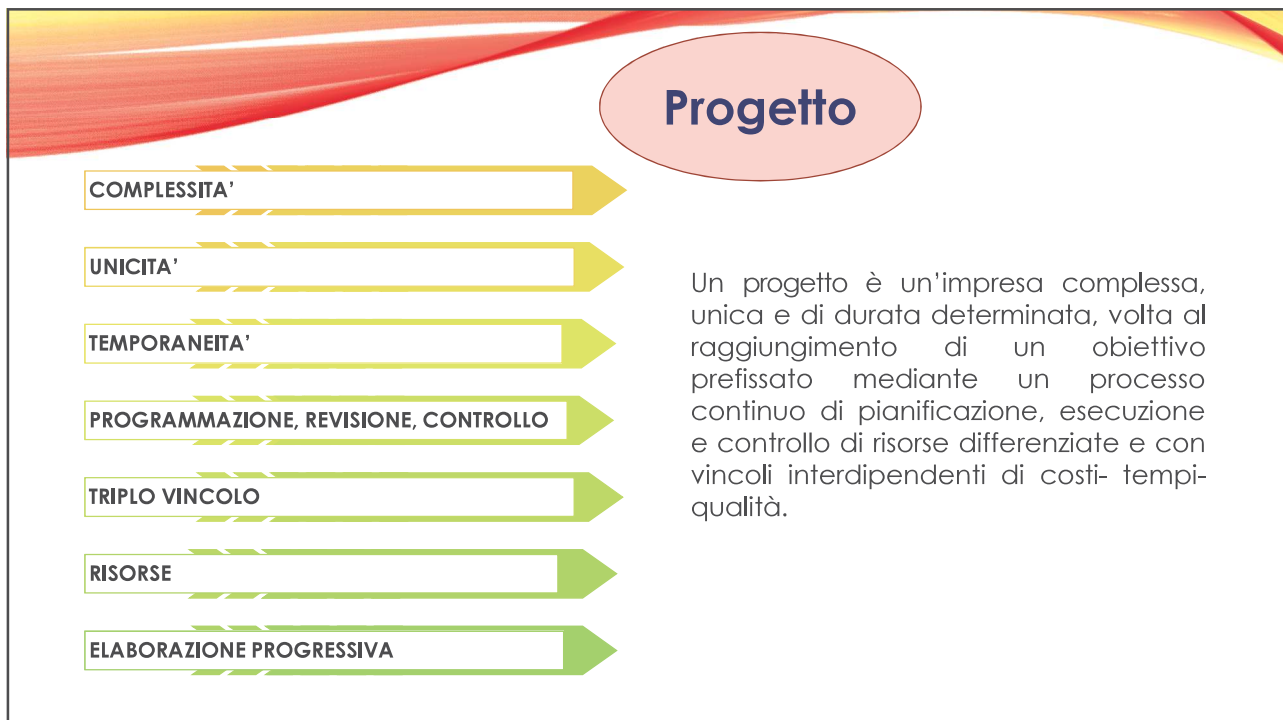 Progetto
COMPLESSITA’
UNICITA’
TEMPORANEITA’
PROGRAMMAZIONE, REVISIONE, CONTROLLO
TRIPLO VINCOLO
RISORSE
ELABORAZIONE PROGRESSIVA
Un progetto è un’impresa complessa,
unica e di durata determinata, volta al
raggiungimento di un obiettivo
prefissato mediante un processo
continuo di pianificazione, esecuzione
e controllo di risorse differenziate e con
vincoli interdipendenti di costi- tempi-
qualità.